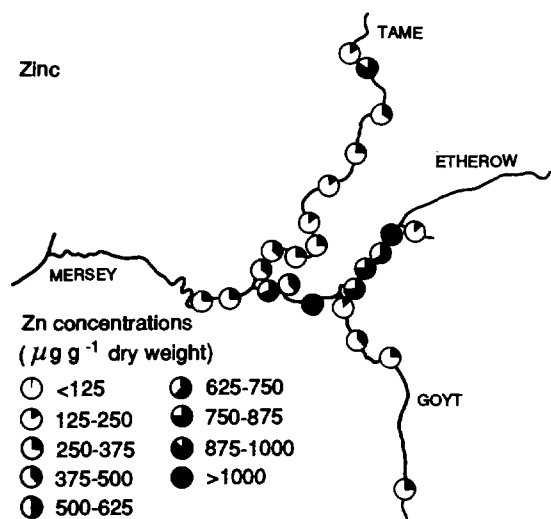 TAME
Zinc
ETHEROW
MERSEY
Zn concentrations
(μg g⁻¹ dry weight)
<125
125-250
250-375
375-500
500-625
625-750
750-875
875-1000
>1000
GOYT